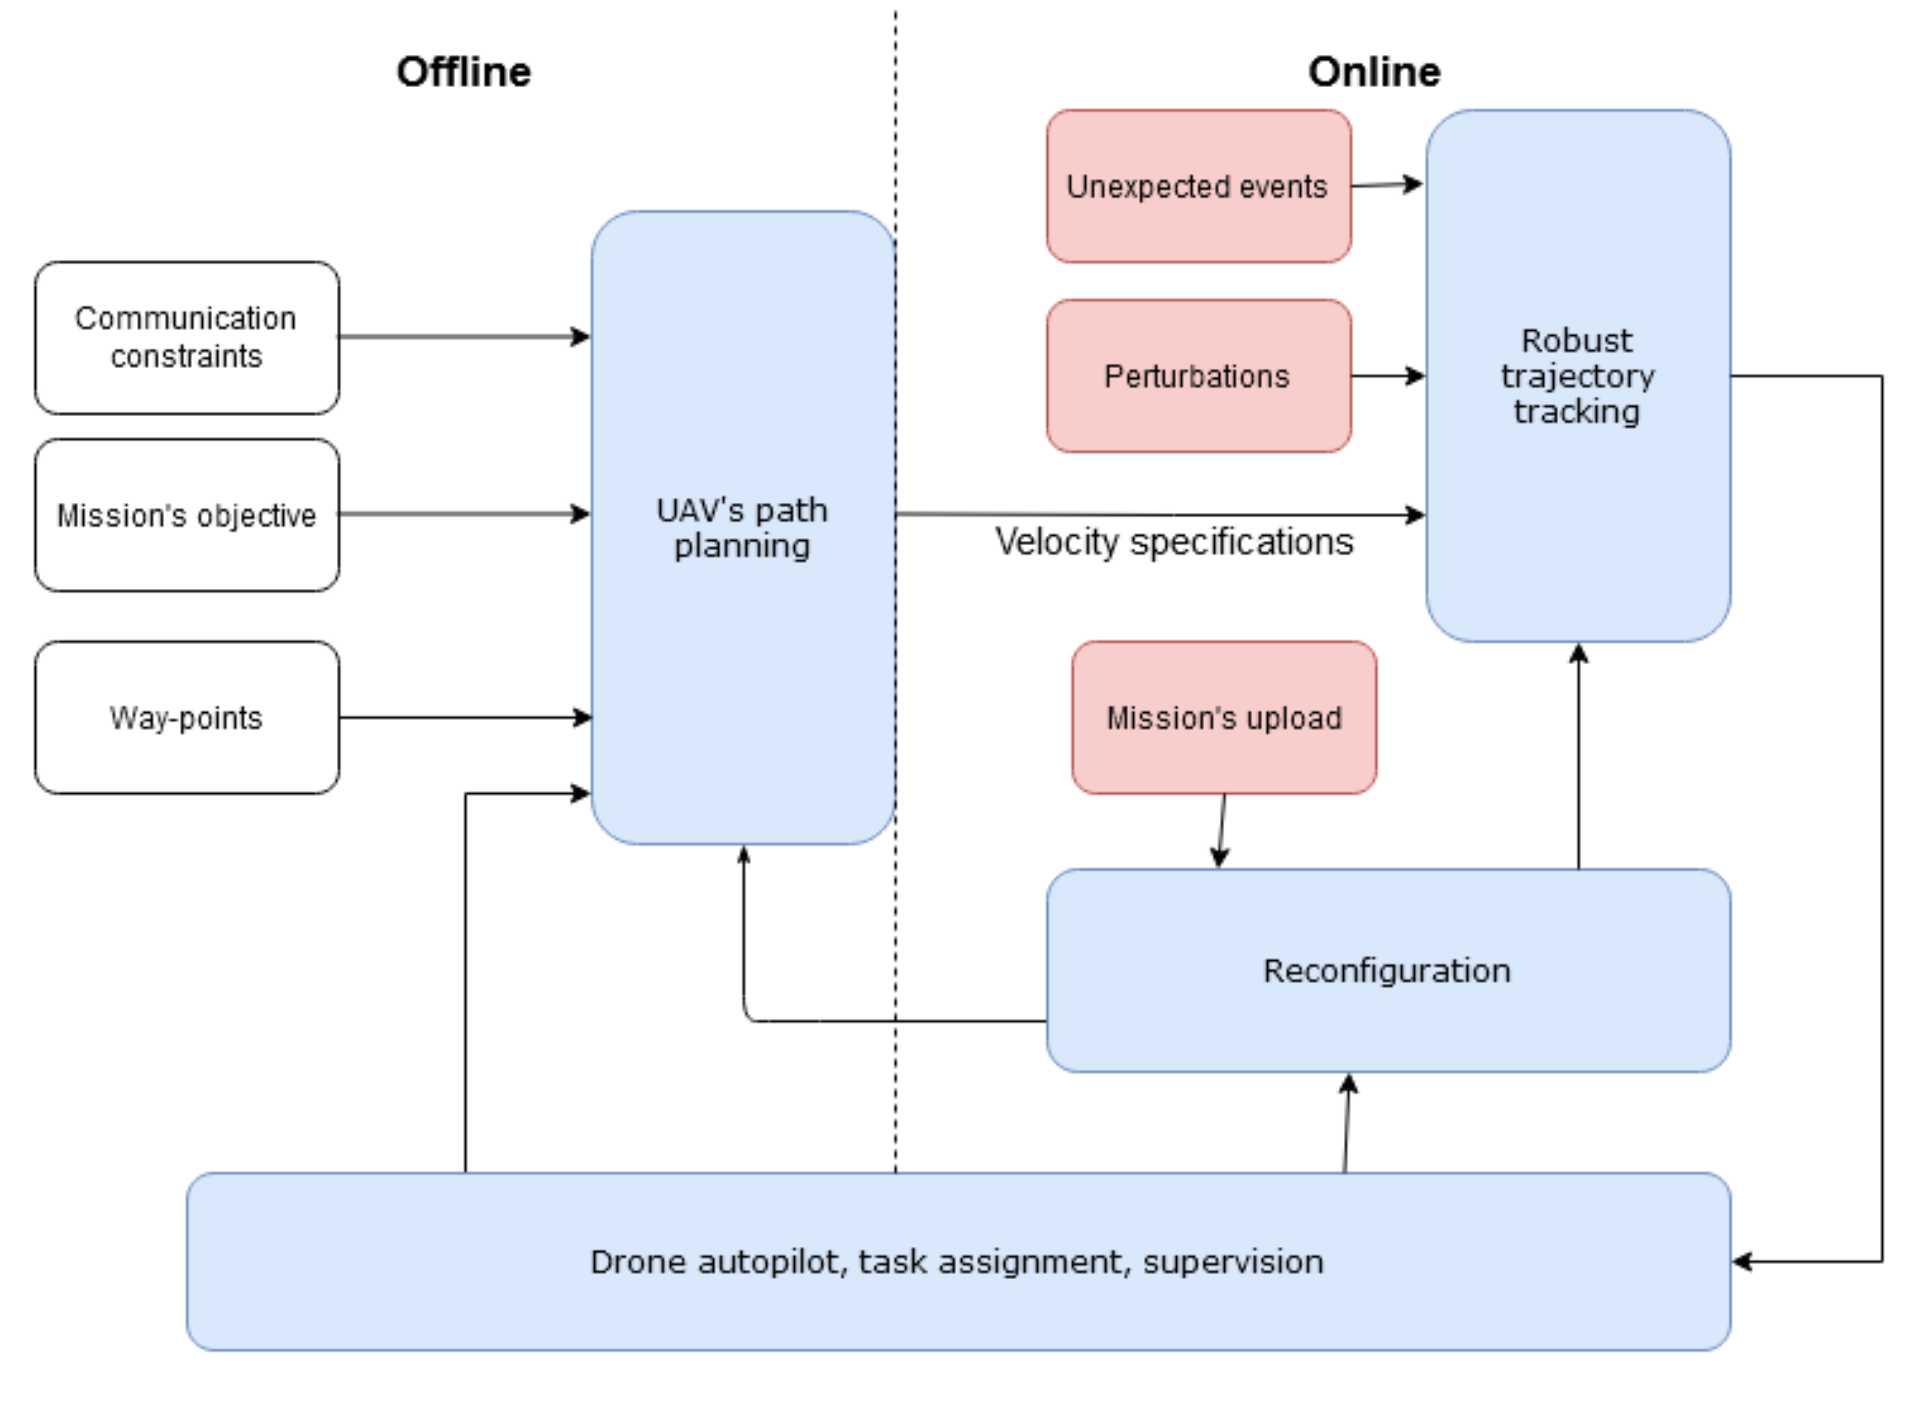 Offline
Online
Unexpected events
Communication
constraints
Perturbations
Robust
trajectory
tracking
Mission's objective
UAV's path
planning
Velocity specifications
Way-points
Mission's upload
Reconfiguration
Drone autopilot, task assignment, supervision